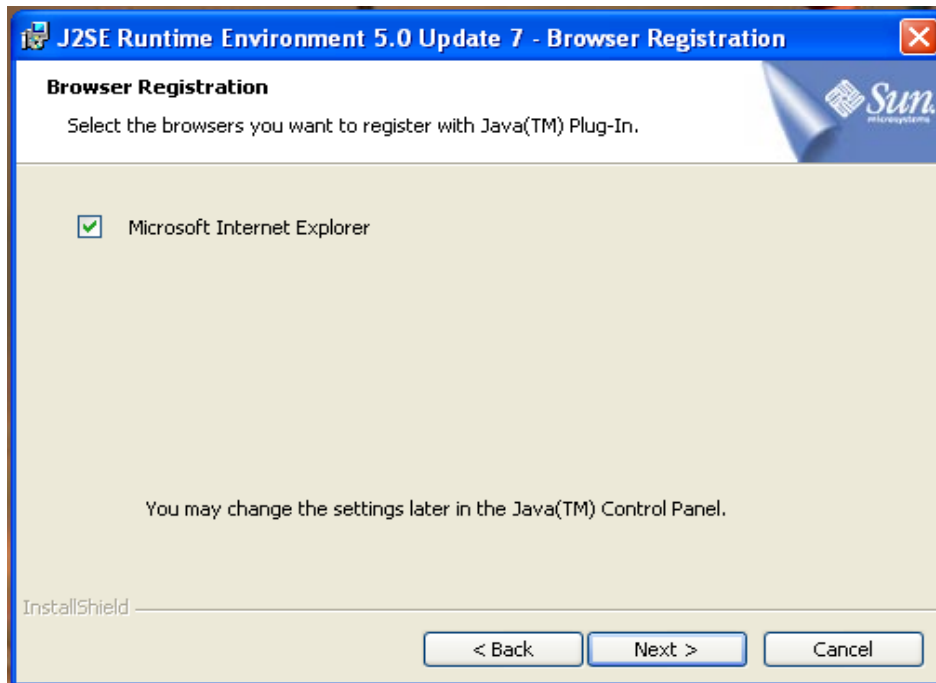 J2SE Runtime Environment 5.0 Update 7 - Browser Registration
Browser Registration
Select the browsers you want to register with Java(TM) Plug-In.
Sun
microsystems
Microsoft Internet Explorer
You may change the settings later in the Java(TM) Control Panel.
InstallShield
< Back
Next >
Cancel